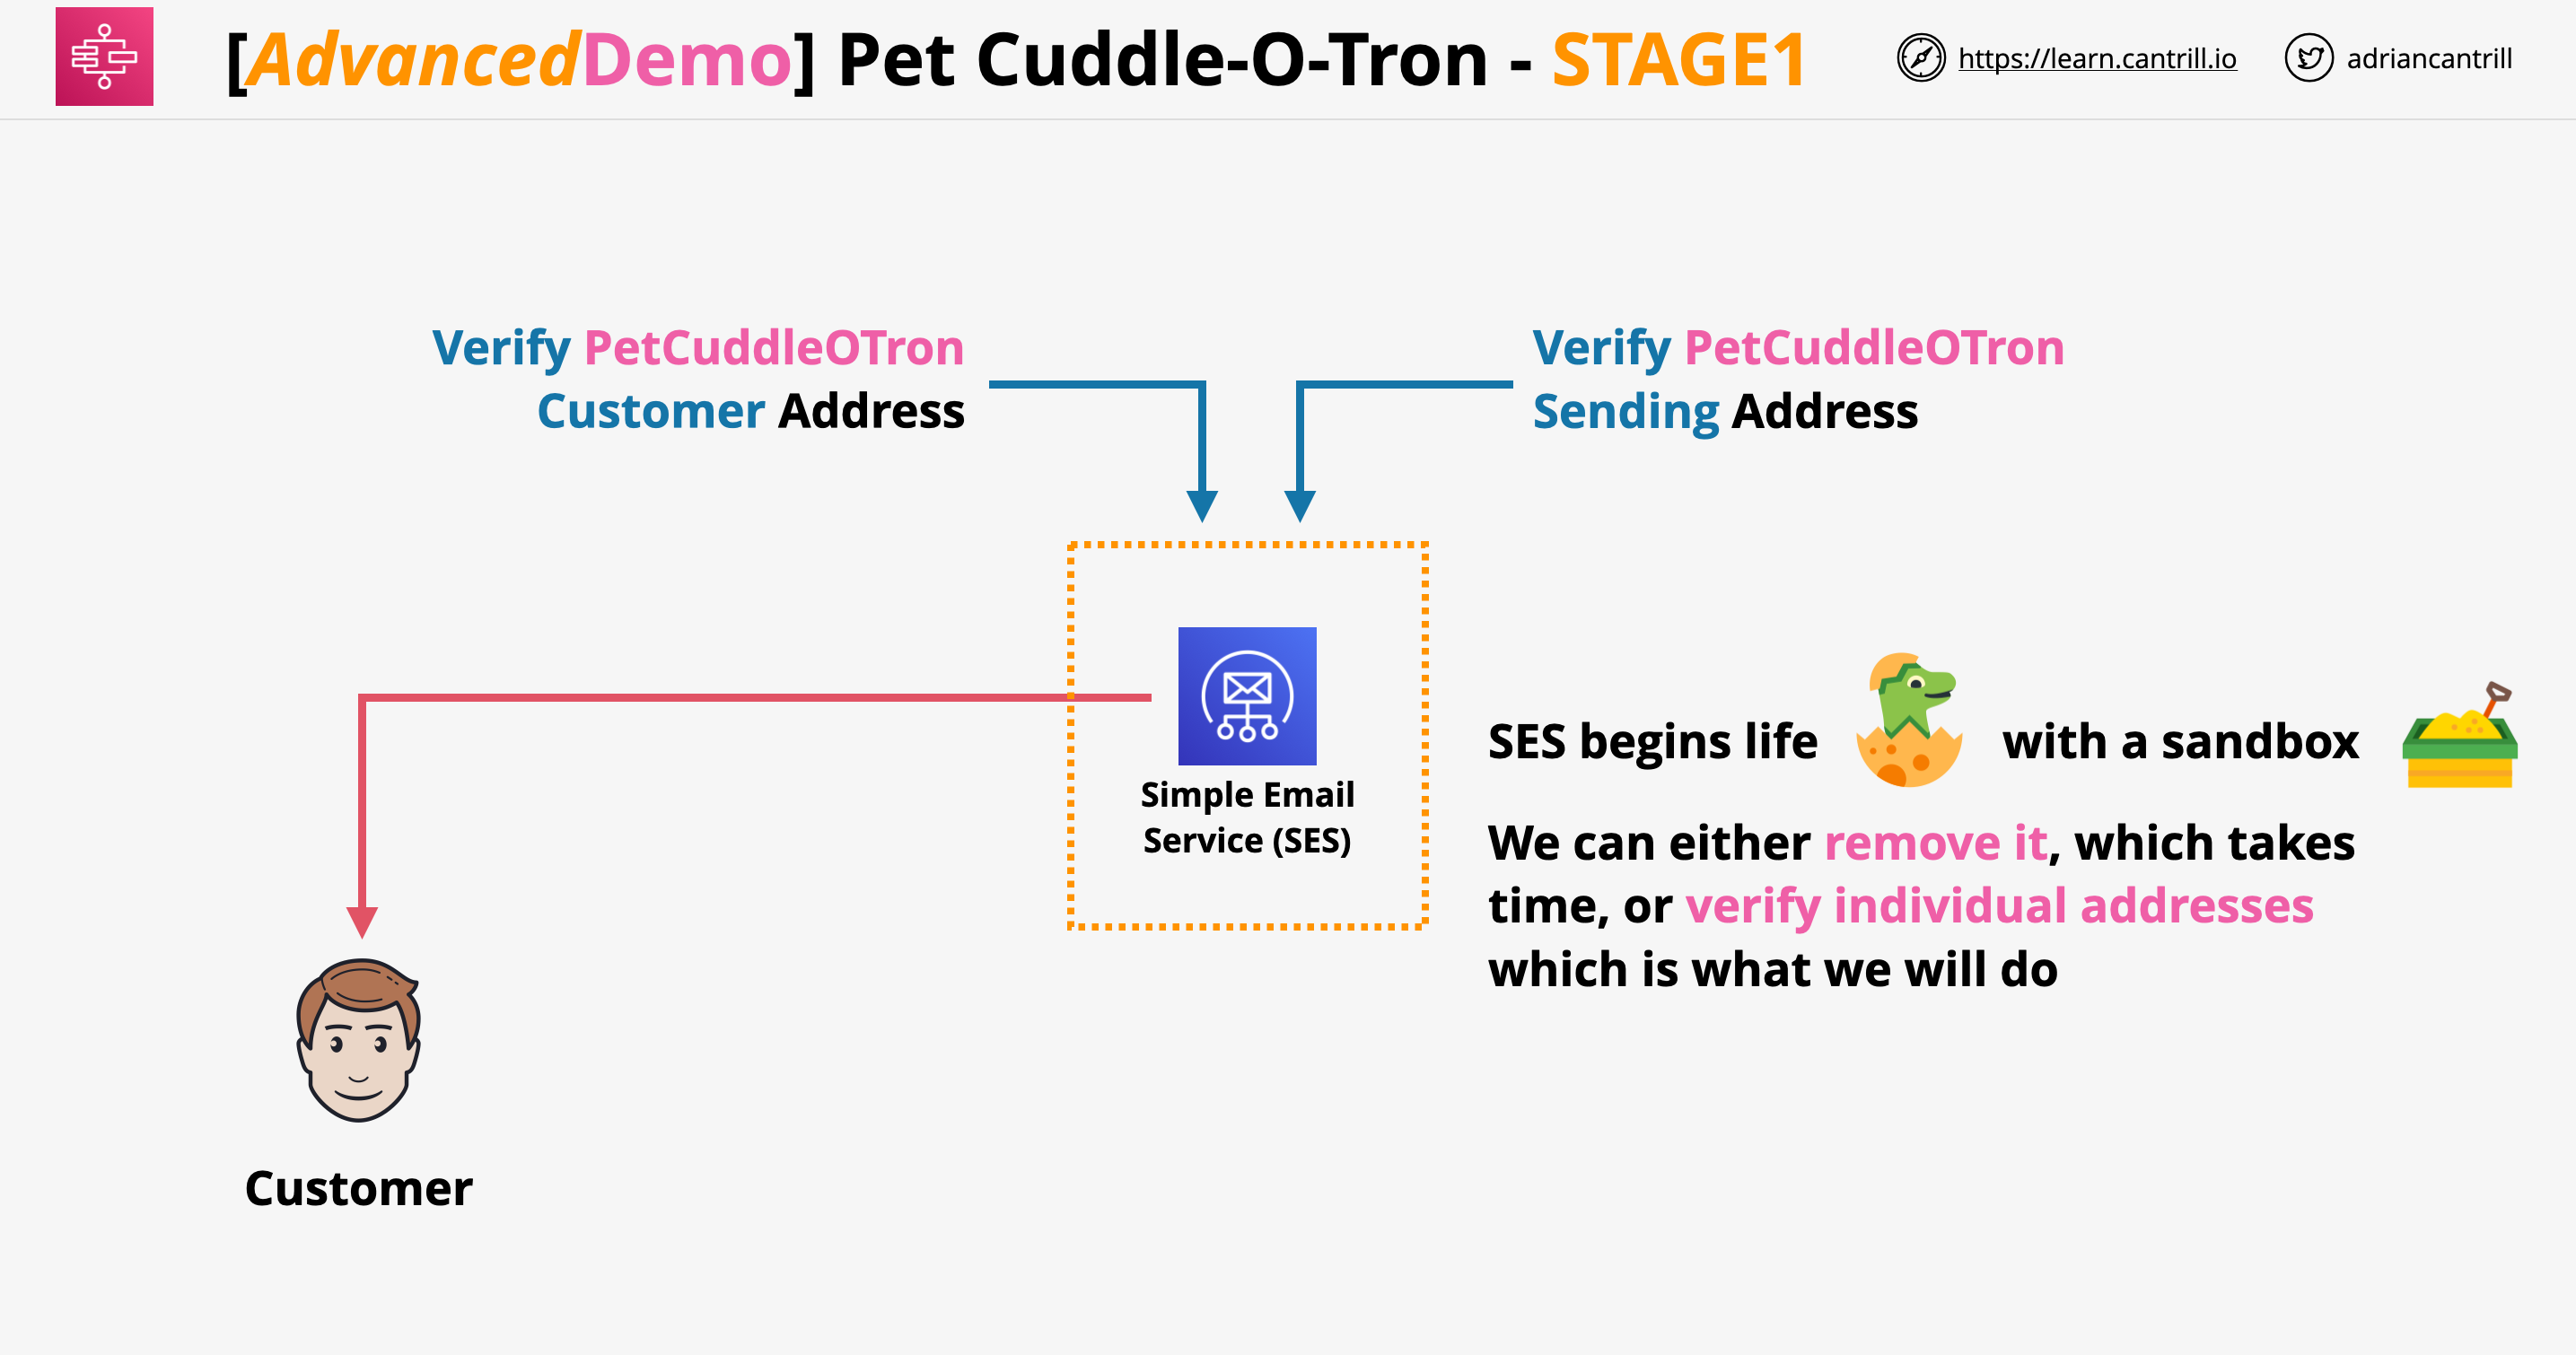 [AdvancedDemo] Pet Cuddle-O-Tron - STAGE1
https://learn.cantrill.io
adriancantrill
Verify PetCuddleOTron
Customer Address
Verify PetCuddleOTron
Sending Address
Simple Email
Service (SES)
SES begins life with a sandbox
We can either remove it, which takes
time, or verify individual addresses
which is what we will do
Customer